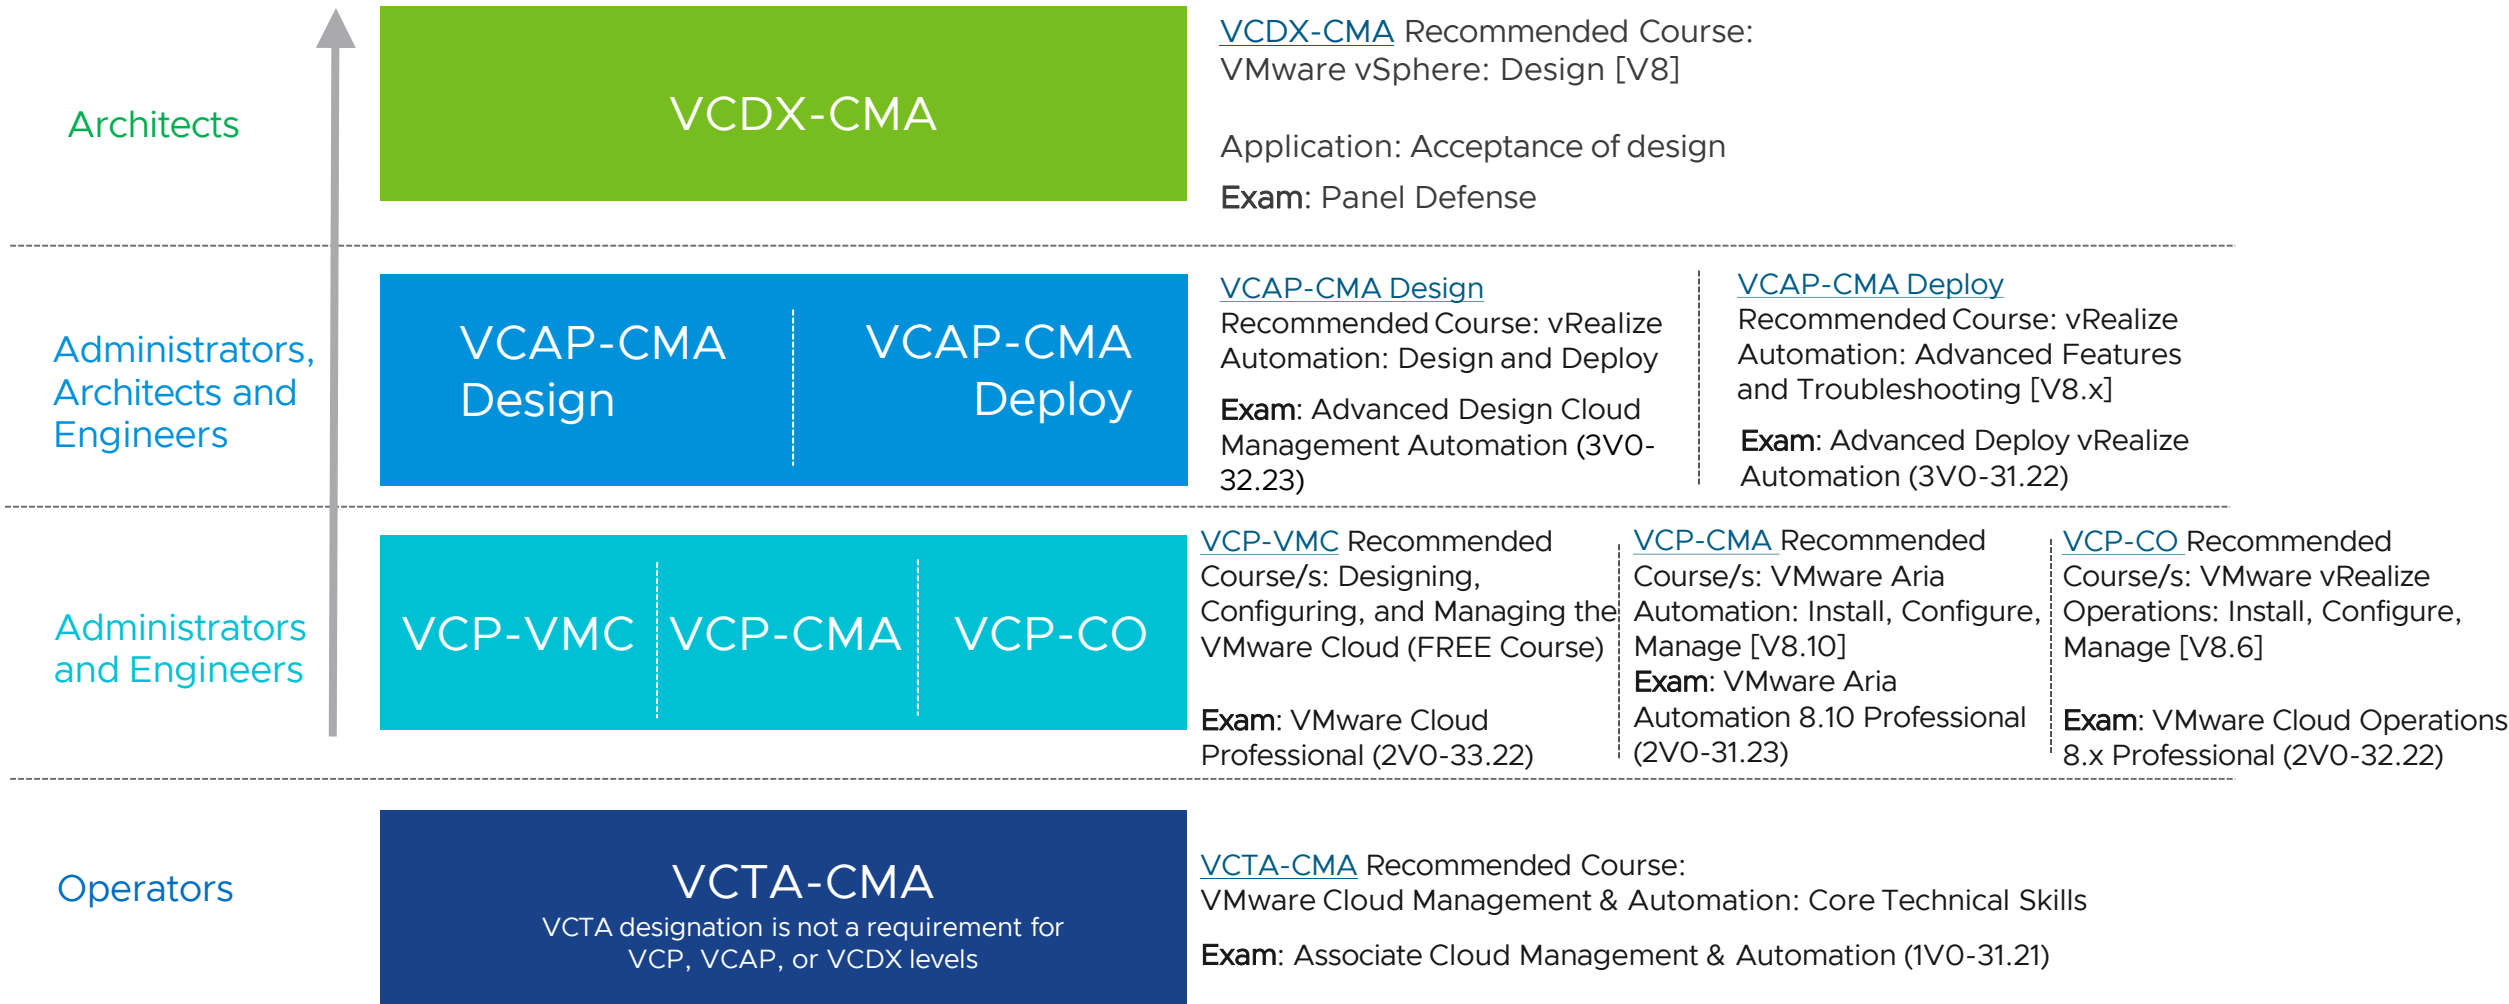 Architects
VCDX-CMA
VCDX-CMA Recommended Course:
VMware vSphere: Design [V8]
Application: Acceptance of design
Exam: Panel Defense
Administrators,
Architects and
Engineers
VCAP-CMA
Design
VCAP-CMA
Deploy
VCAP-CMA Design
Recommended Course: vRealize
Automation: Design and Deploy
Exam: Advanced Design Cloud
Management Automation (3V0-
32.23)
VCAP-CMA Deploy
Recommended Course: vRealize
Automation: Advanced Features
and Troubleshooting [V8.x]
Exam: Advanced Deploy vRealize
Automation (3V0-31.22)
Administrators
and Engineers
VCP-VMC
VCP-CMA
VCP-CO
VCP-VMC Recommended
Course/s: Designing,
Configuring, and Managing the
VMware Cloud (FREE Course)
Exam: VMware Cloud
Professional (2V0-33.22)
VCP-CMA Recommended
Course/s: VMware Aria
Automation: Install, Configure,
Manage [V8.10]
Exam: VMware Aria
Automation 8.10 Professional
(2V0-31.23)
VCP-CO Recommended
Course/s: VMware vRealize
Operations: Install, Configure,
Manage [V8.6]
Exam: VMware Cloud Operations
8.x Professional (2V0-32.22)
Operators
VCTA-CMA
VCTA designation is not a requirement for
VCP, VCAP, or VCDX levels
VCTA-CMA Recommended Course:
VMware Cloud Management & Automation: Core Technical Skills
Exam: Associate Cloud Management & Automation (1V0-31.21)